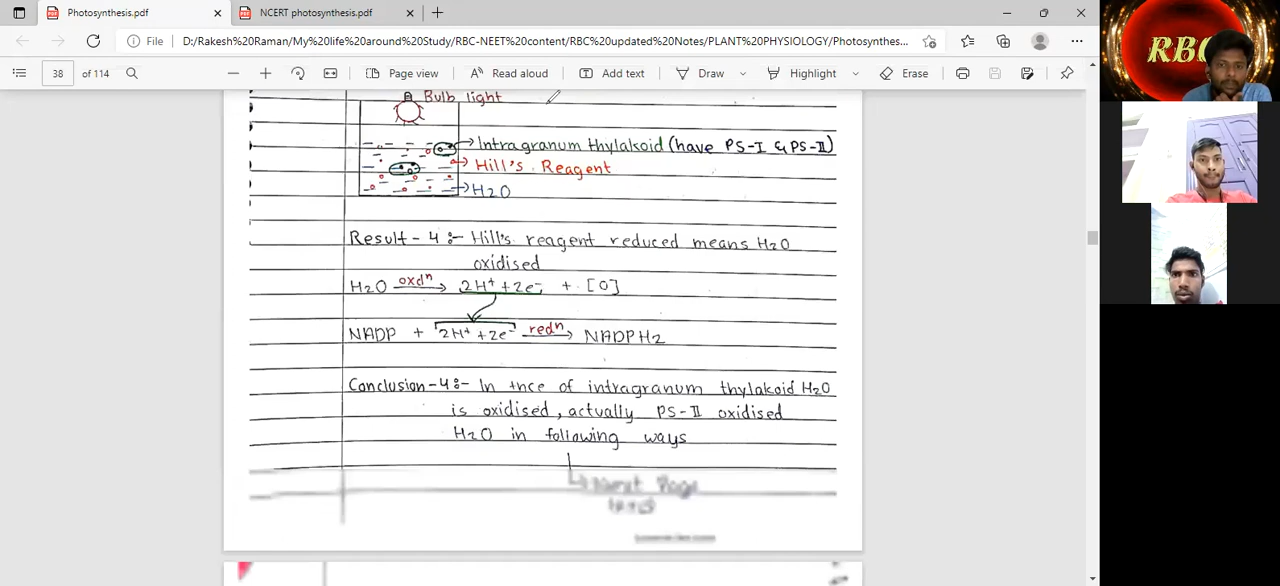 Photosynthesis.pdf
NCERT photosynthesis.pdf
File D:/Rakesh%20Raman/My%20life%20around%20Study/RBC-NEET%20content/RBC%20updated%20Notes/PLANT%20PHYSIOLOGY/Photosynthes...
38 of 114
Page view
Read aloud
Add text
Draw
Highlight
Erase
RBC
Bulb light
Intragranum thylakoid (have PS-I & PS-II)
Hill's Reagent
H2O
Result-4 :- Hill's reagent reduced means H2O
oxidised
H2O oxdn → 2H+ + 2e- + [O]
NADP + 2H+ + 2e- redn → NADPH2
Conclusion-4 :- In +nce of intragranum thylakoid H2O
is oxidised, actually PS-II oxidised
H2O in following ways